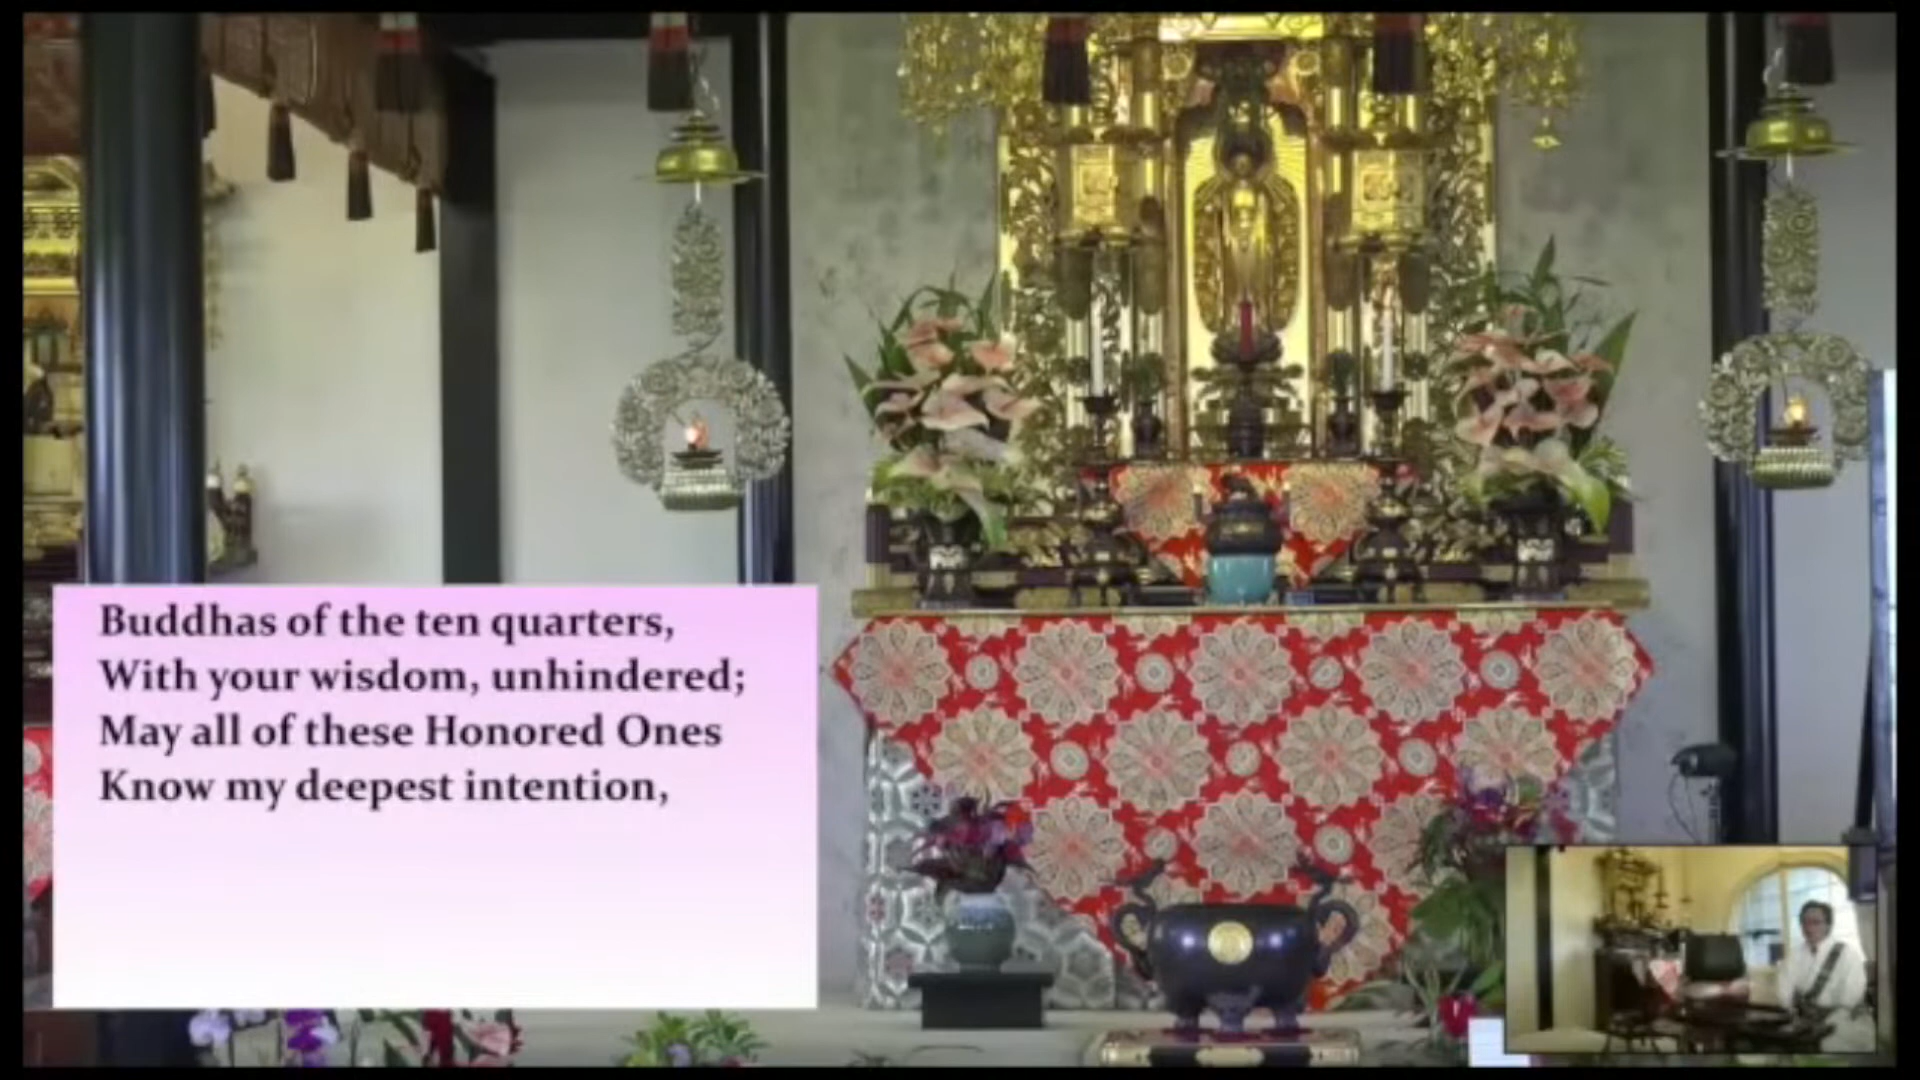 Buddhas of the ten quarters,
With your wisdom, unhindered;
May all of these Honored Ones
Know my deepest intention,